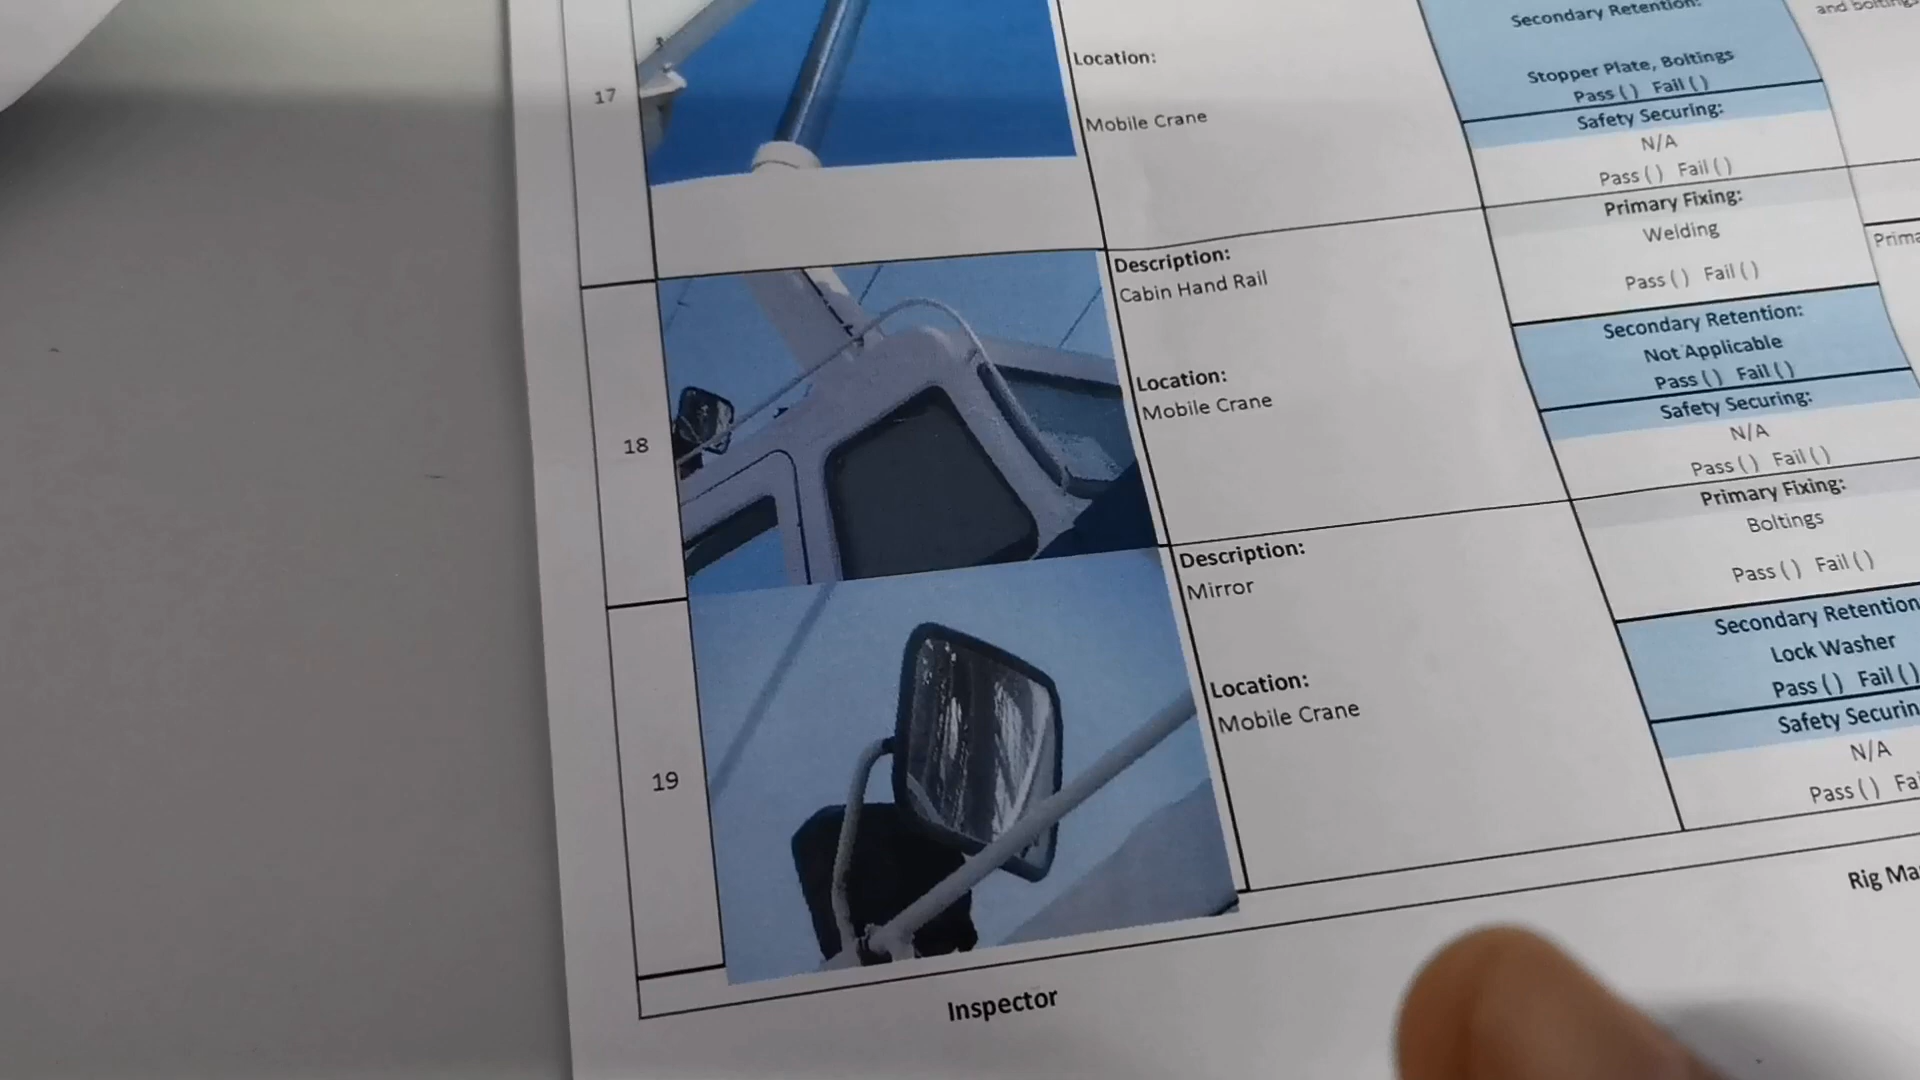 17
Location:
Mobile Crane
Secondary Retention:
Stopper Plate, Boltings
Pass ( ) Fail ( )
Safety Securing:
N/A
Pass ( ) Fail ( )
and boltings
18
Description:
Cabin Hand Rail
Location:
Mobile Crane
Primary Fixing:
Welding
Pass ( ) Fail ( )
Secondary Retention:
Not Applicable
Pass ( ) Fail ( )
Safety Securing:
N/A
Pass ( ) Fail ( )
Prima
19
Description:
Mirror
Location:
Mobile Crane
Primary Fixing:
Boltings
Pass ( ) Fail ( )
Secondary Retention
Lock Washer
Pass ( ) Fail ( )
Safety Securin
N/A
Pass ( ) Fai
Inspector
Rig Ma